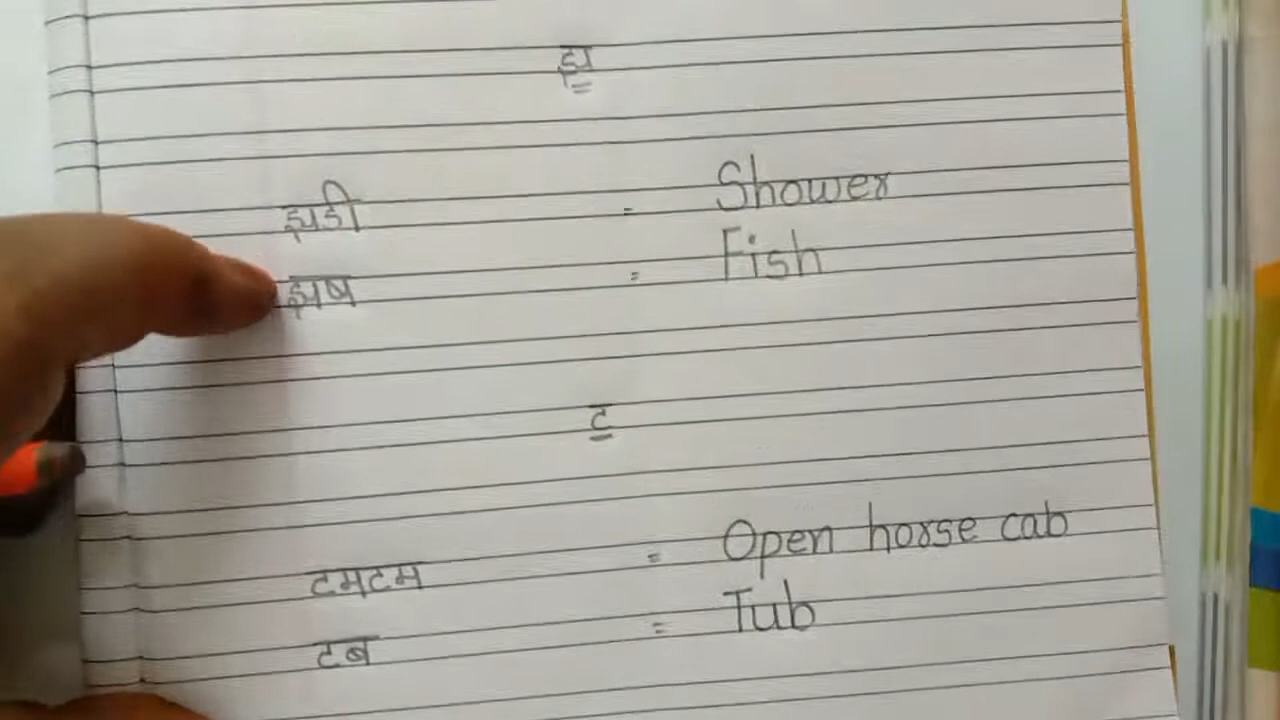 झ
झडी = Shower
झष = Fish
ट
टमटम = Open horse cab
टब = Tub